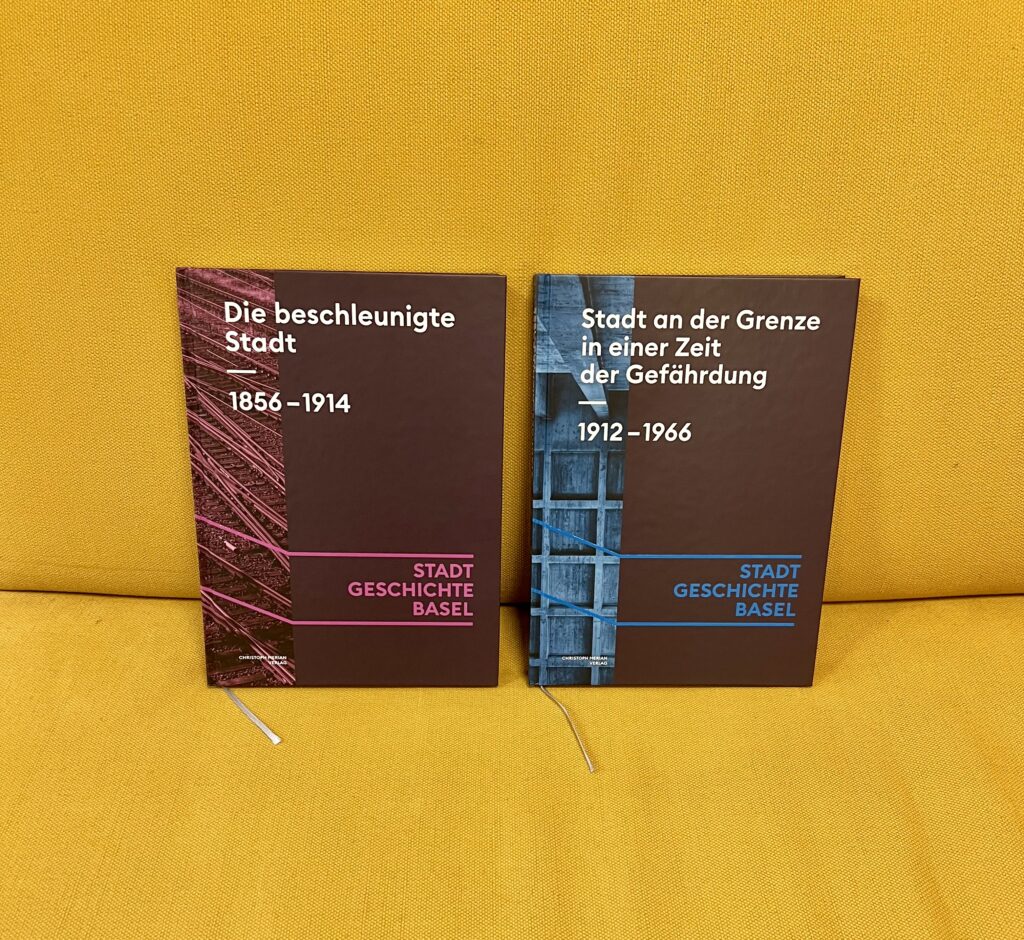 Die beschleunigte
Stadt
1856–1914
STADT
GESCHICHTE
BASEL
CHRISTOPH MERIAN
VERLAG
Stadt an der Grenze
in einer Zeit
der Gefährdung
1912–1966
STADT
GESCHICHTE
BASEL
CHRISTOPH MERIAN
VERLAG